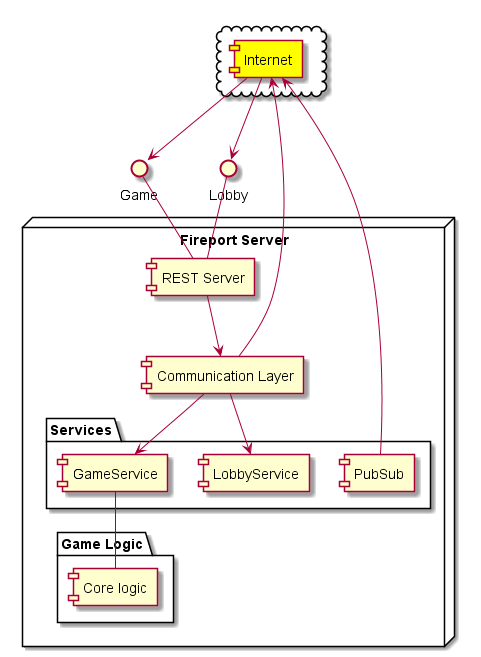 Internet
Game
Lobby
Fireport Server
REST Server
Communication Layer
Services
GameService
LobbyService
PubSub
Game Logic
Core logic